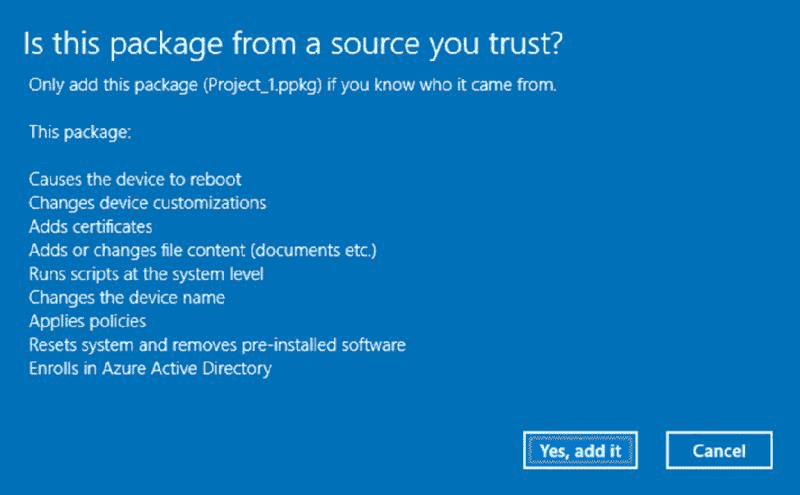 Is this package from a source you trust?
Only add this package (Project_1.ppkg) if you know who it came from.
This package:
Causes the device to reboot
Changes device customizations
Adds certificates
Adds or changes file content (documents etc.)
Runs scripts at the system level
Changes the device name
Applies policies
Resets system and removes pre-installed software
Enrolls in Azure Active Directory
Yes, add it
Cancel